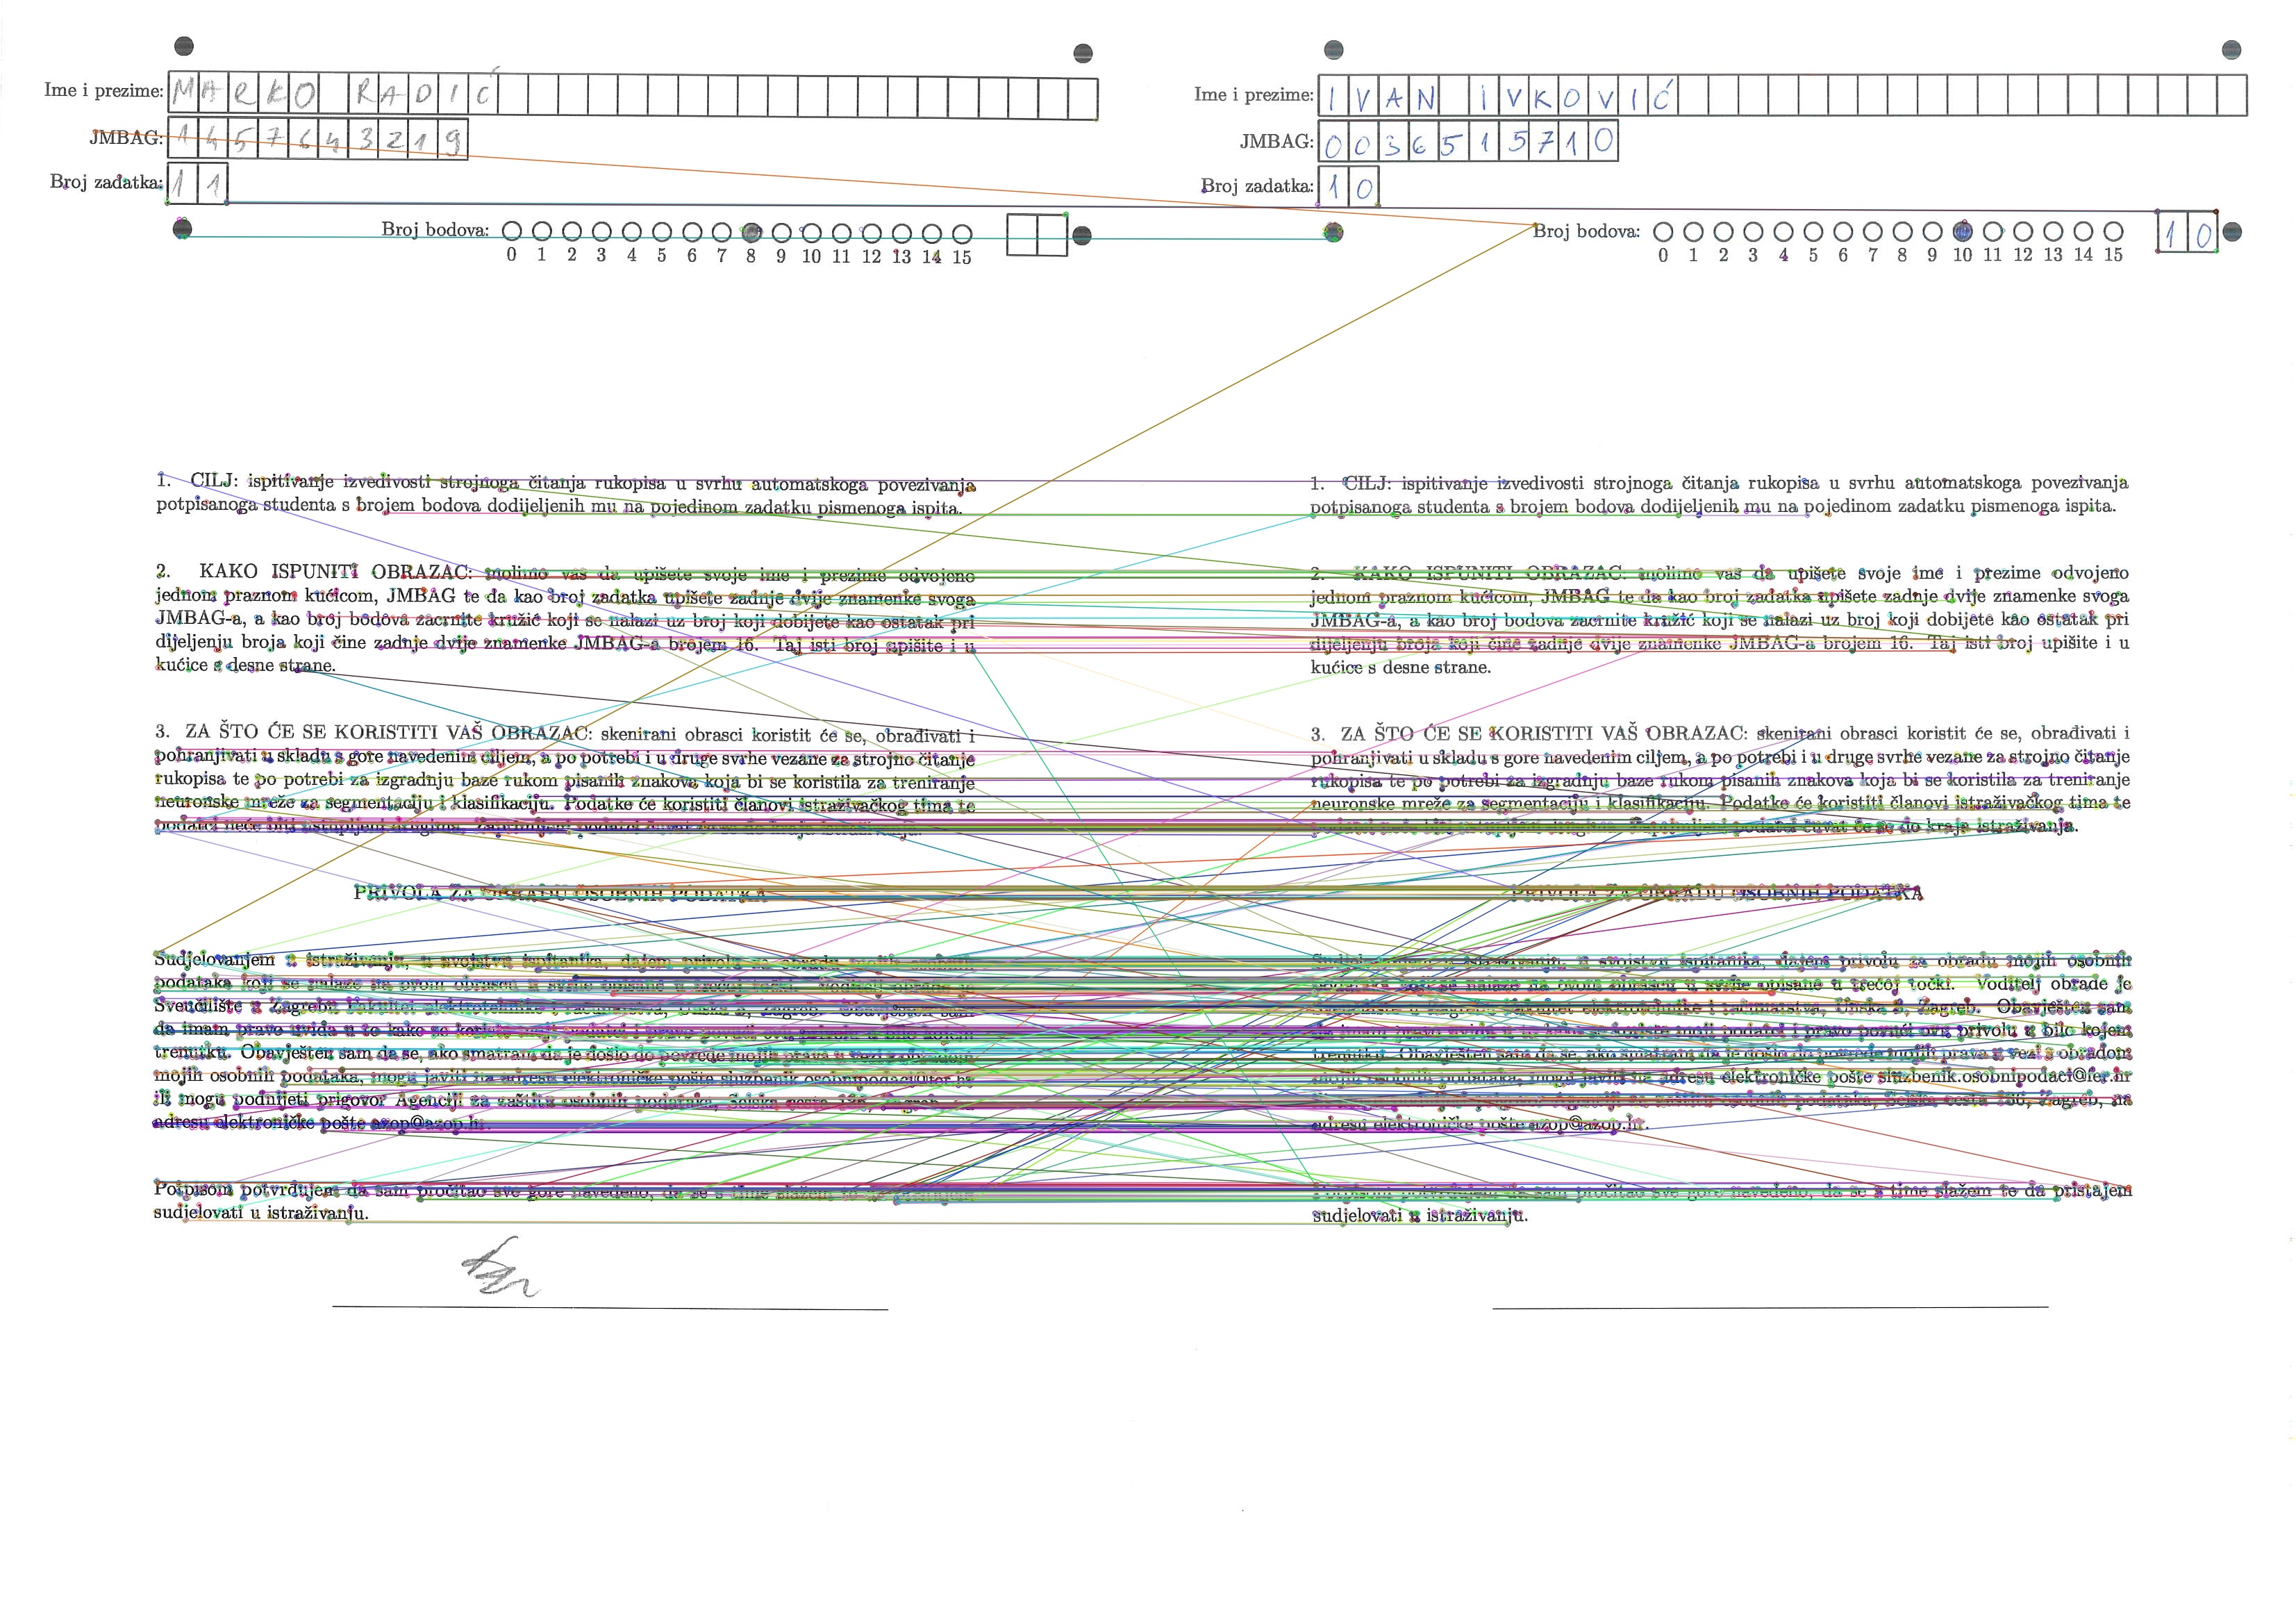 Ime i prezime: MARKO RADIĆ
JMBAG: 1457643219
Broj zadatka: 11
Broj bodova:
0 1 2 3 4 5 6 7 8 9 10 11 12 13 14 15
1. CILJ: ispitivanje izvedivosti strojnoga čitanja rukopisa u svrhu automatskoga povezivanja
potpisanoga studenta s brojem bodova dodijeljenih mu na pojedinom zadatku pismenoga ispita.
2. KAKO ISPUNITI OBRAZAC: molimo vas da upišete svoje ime i prezime odvojeno
jednom praznom kućicom, JMBAG te da kao broj zadatka upišete zadnje dvije znamenke svoga
JMBAG-a, a kao broj bodova zacrnite kružić koji se nalazi uz broj koji dobijete kao ostatak pri
dijeljenju broja koji čine zadnje dvije znamenke JMBAG-a brojem 16. Taj isti broj upišite i u
kućice s desne strane.
3. ZA ŠTO ĆE SE KORISTITI VAŠ OBRAZAC: skenirani obrasci koristit će se, obrađivati i
pohranjivati u skladu s gore navedenim ciljem, a po potrebi i u druge svrhe vezane za strojno čitanje
rukopisa te po potrebi za izgradnju baze rukom pisanih znakova koja bi se koristila za treniranje
neuronske mreže za segmentaciju i klasifikaciju. Podatke će koristiti članovi istraživačkog tima te
PRIVOLA ZA OBRADU OSOBNIH PODATKA
Sudjelovanjem u istraživanju, u svojstvu ispitanika, dajem privolu za obradu
podataka koji se nalaze na ovom obrascu u svrhe opisane u trećoj točki.
Sveučilište u Zagrebu
da imam pravo uvida u to kako se
trenutku. Obavješten sam da se, ako smatram da je došlo do povrede mojih prava u vezi s obradom
mojih osobnih podataka, mogu javiti na adresu elektroničke pošte sluzbenik.osobnipodaci@fer.hr
ili mogu podnijeti prigovor Agenciji za zaštitu osobnih podataka,
adresu elektroničke pošte azop@azop.hr.
Potpisom potvrđujem da sam pročitao sve gore navedeno, da se s time slažem
sudjelovati u istraživanju.
Ime i prezime: IVAN IVKOVIĆ
JMBAG: 0036515710
Broj zadatka: 10
Broj bodova: 10
0 1 2 3 4 5 6 7 8 9 10 11 12 13 14 15
1. CILJ: ispitivanje izvedivosti strojnoga čitanja rukopisa u svrhu automatskoga povezivanja
potpisanoga studenta s brojem bodova dodijeljenih mu na pojedinom zadatku pismenoga ispita.
2. KAKO ISPUNITI OBRAZAC: molimo vas da upišete svoje ime i prezime odvojeno
jednom praznom kućicom, JMBAG te da kao broj zadatka upišete zadnje dvije znamenke svoga
JMBAG-a, a kao broj bodova zacrnite kružić koji se nalazi uz broj koji dobijete kao ostatak pri
dijeljenju broja koji čine zadnje dvije znamenke JMBAG-a brojem 16. Taj isti broj upišite i u
kućice s desne strane.
3. ZA ŠTO ĆE SE KORISTITI VAŠ OBRAZAC: skenirani obrasci koristit će se, obrađivati i
pohranjivati u skladu s gore navedenim ciljem, a po potrebi i u druge svrhe vezane za strojno čitanje
rukopisa te po potrebi za izgradnju baze rukom pisanih znakova koja bi se koristila za treniranje
neuronske mreže za segmentaciju i klasifikaciju. Podatke će koristiti članovi istraživačkog tima te
podatci čuvat će se do kraja istraživanja.
PRIVOLA ZA OBRADU OSOBNIH PODATKA
u svojstvu ispitanika, dajem privolu za obradu mojih osobnih
koji se nalaze na ovom obrascu u svrhe opisane u trećoj točki. Voditelj obrade je
Sveučilište u Zagrebu Fakultet elektrotehnike i računarstva, Unska 3, Zagreb. Obavješten sam
moji podatci i pravo povući ovu privolu u bilo kojem
trenutku. Obavješten sam da se, ako smatram da je došlo do povrede mojih prava u vezi s obradom
mojih osobnih podataka, mogu javiti na adresu elektroničke pošte sluzbenik.osobnipodaci@fer.hr
osobnih podataka, Selska cesta 136, Zagreb, na
adresu elektroničke pošte azop@azop.hr.
Potpisom potvrđujem da sam pročitao sve gore navedeno, da se s time slažem te da pristajem
sudjelovati u istraživanju.